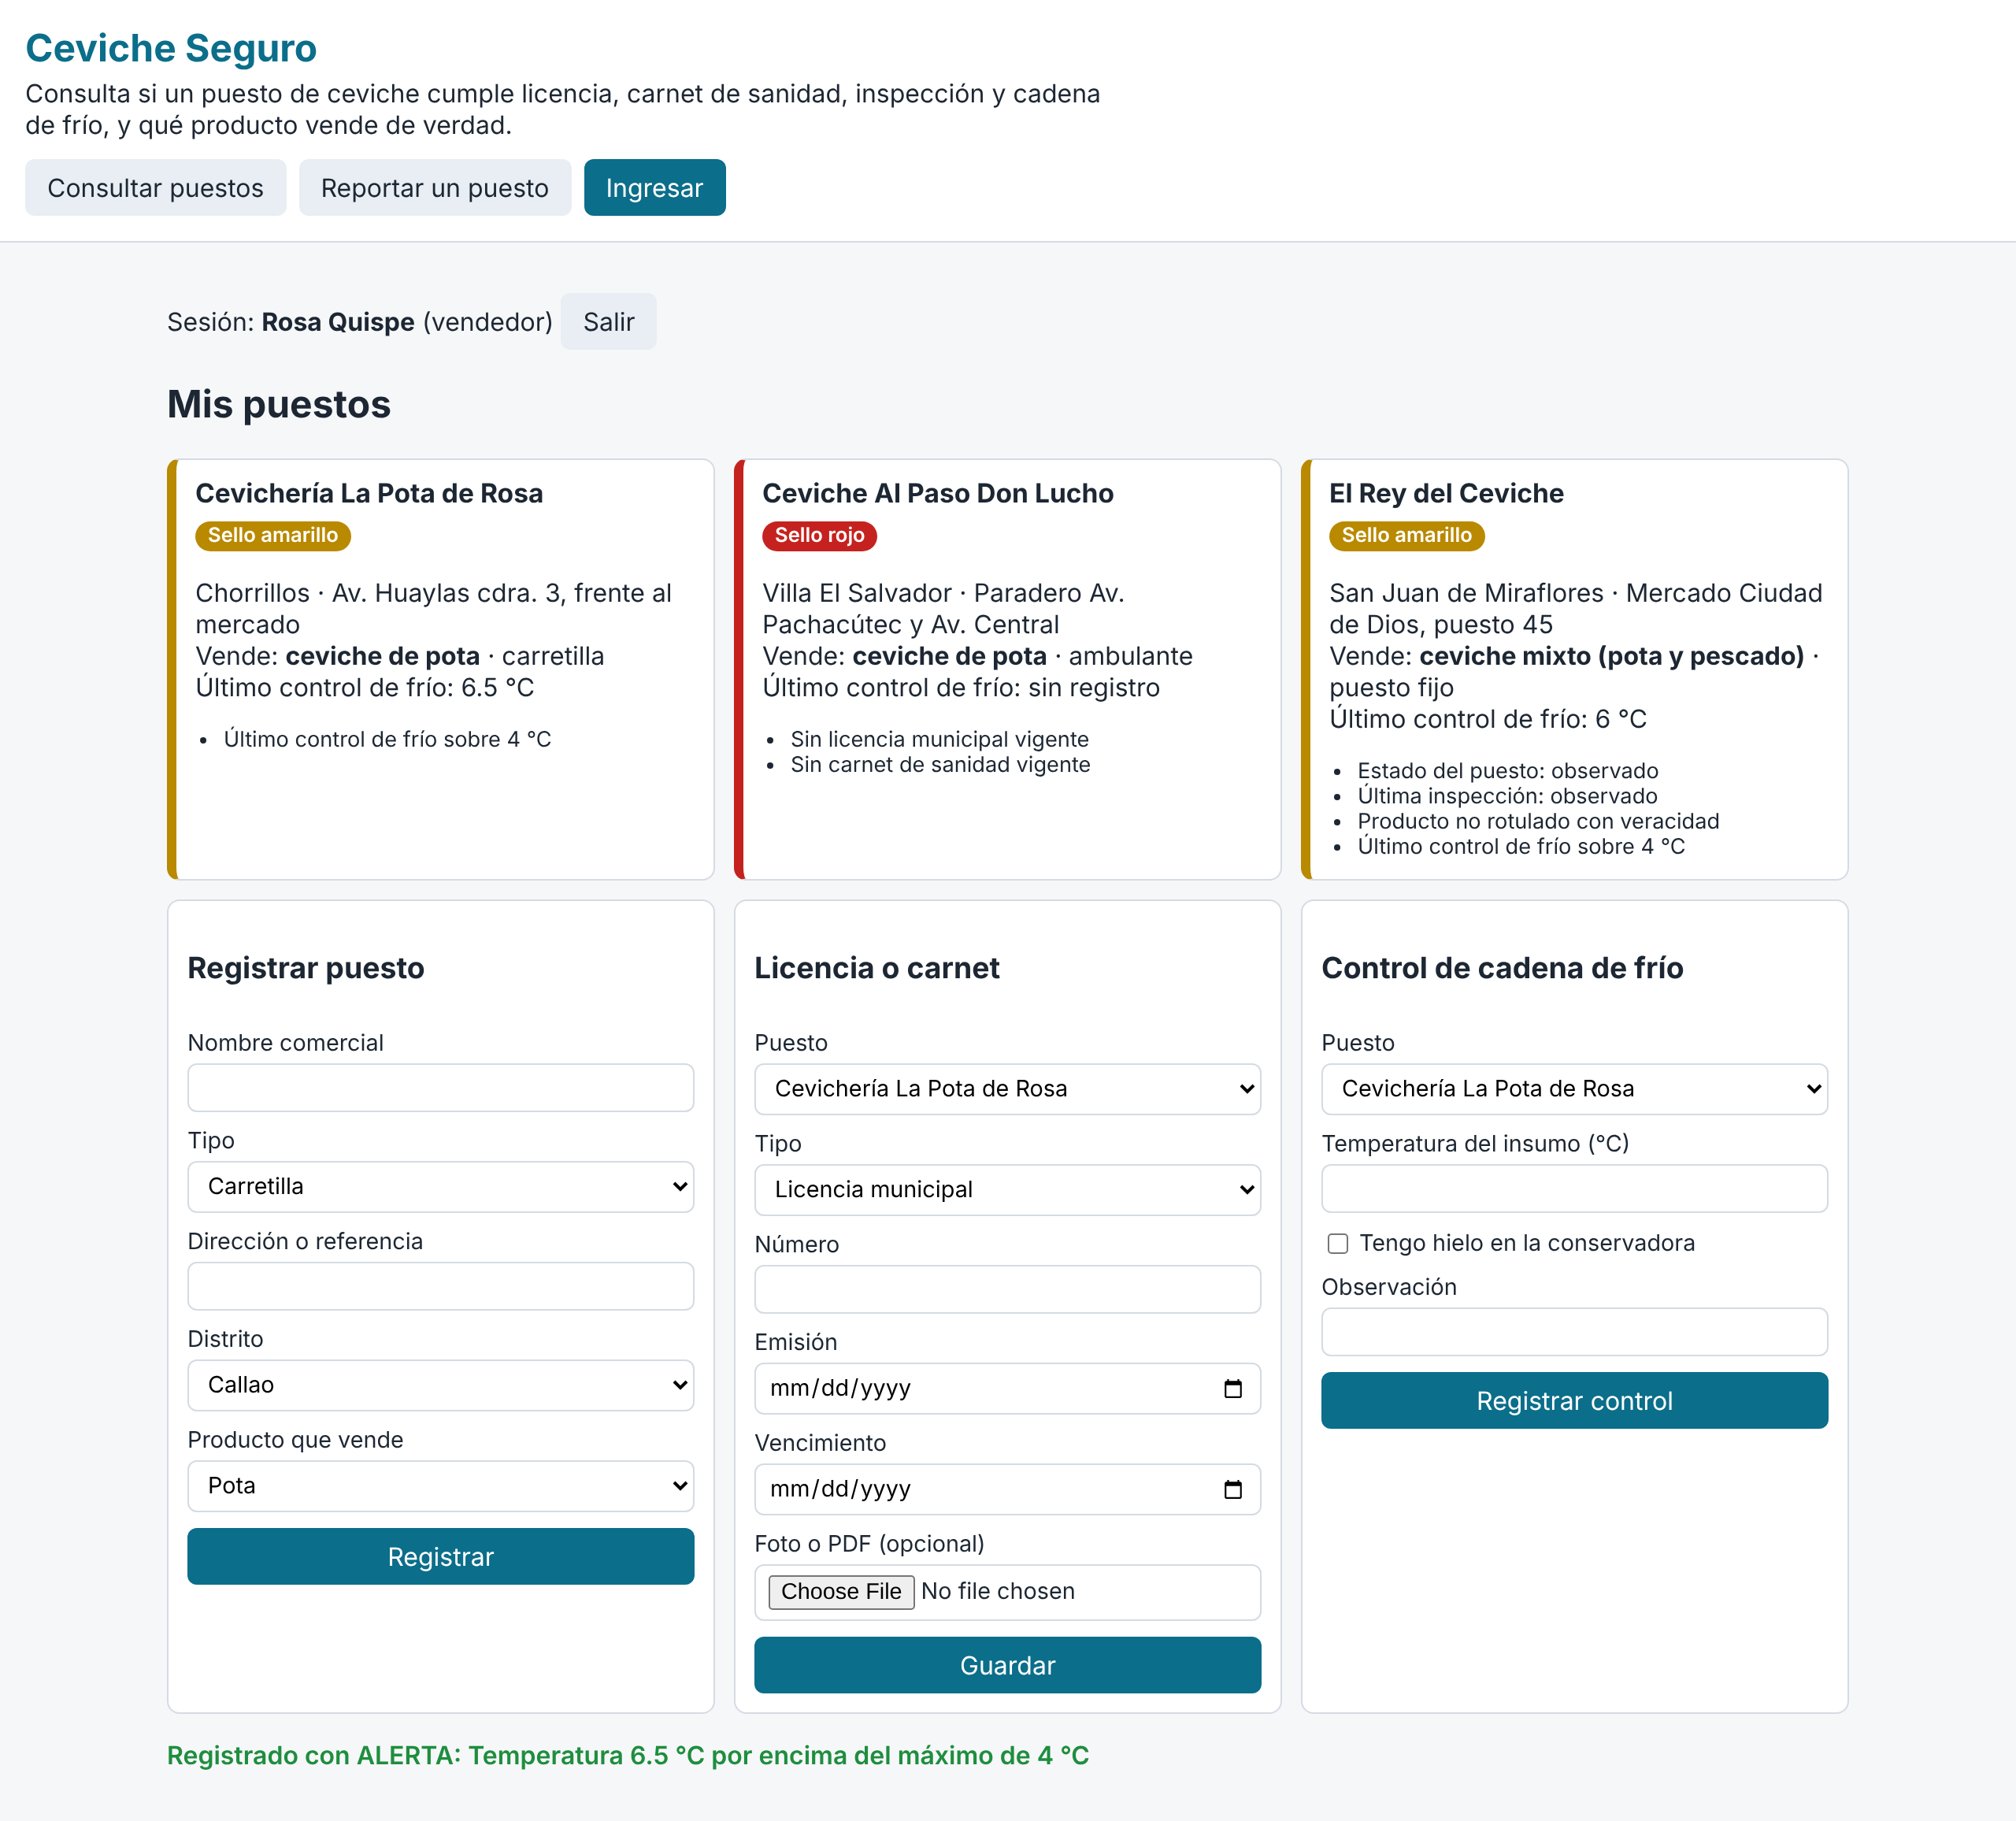 Ceviche Seguro
Consulta si un puesto de ceviche cumple licencia, carnet de sanidad, inspección y cadena
de frío, y qué producto vende de verdad.
Consultar puestos
Reportar un puesto
Ingresar
Sesión: Rosa Quispe (vendedor)
Salir
Mis puestos
Cevichería La Pota de Rosa
Sello amarillo
Chorrillos · Av. Huaylas cdra. 3, frente al
mercado
Vende: ceviche de pota · carretilla
Último control de frío: 6.5 °C
• Último control de frío sobre 4 °C
Ceviche Al Paso Don Lucho
Sello rojo
Villa El Salvador · Paradero Av.
Pachacútec y Av. Central
Vende: ceviche de pota · ambulante
Último control de frío: sin registro
• Sin licencia municipal vigente
• Sin carnet de sanidad vigente
El Rey del Ceviche
Sello amarillo
San Juan de Miraflores · Mercado Ciudad
de Dios, puesto 45
Vende: ceviche mixto (pota y pescado) ·
puesto fijo
Último control de frío: 6 °C
• Estado del puesto: observado
• Última inspección: observado
• Producto no rotulado con veracidad
• Último control de frío sobre 4 °C
Registrar puesto
Nombre comercial
Tipo
Carretilla
Dirección o referencia
Distrito
Callao
Producto que vende
Pota
Registrar
Licencia o carnet
Puesto
Cevichería La Pota de Rosa
Tipo
Licencia municipal
Número
Emisión
mm/dd/yyyy
Vencimiento
mm/dd/yyyy
Foto o PDF (opcional)
Choose File No file chosen
Guardar
Control de cadena de frío
Puesto
Cevichería La Pota de Rosa
Temperatura del insumo (°C)
Tengo hielo en la conservadora
Observación
Registrar control
Registrado con ALERTA: Temperatura 6.5 °C por encima del máximo de 4 °C